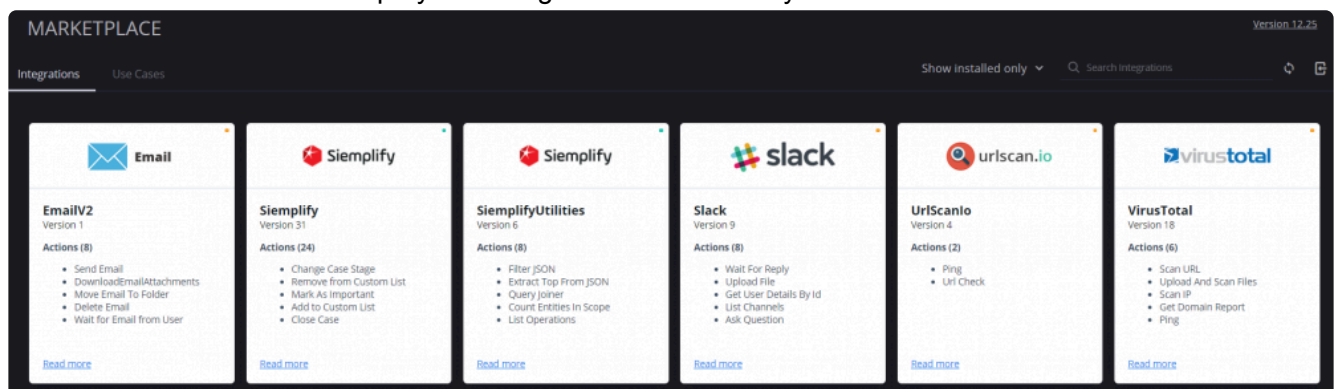 MARKETPLACE
Version 12.25
Integrations Use Cases Show installed only Search Integrations
Email
EmailV2
Version 1
Actions (8)
Send Email
DownloadEmailAttachments
Move Email To Folder
Delete Email
Wait for Email from User
Read more
Siemplify
Siemplify
Version 31
Actions (24)
Change Case Stage
Remove from Custom List
Mark As Important
Add to Custom List
Close Case
Read more
Siemplify
SiemplifyUtilities
Version 6
Actions (8)
Filter JSON
Extract Top From JSON
Query Joiner
Count Entities In Scope
List Operations
Read more
slack
Slack
Version 9
Actions (8)
Wait For Reply
Upload File
Get User Details By Id
List Channels
Ask Question
Read more
urlscan.io
UrlScanIo
Version 4
Actions (2)
Ping
Url Check
Read more
virustotal
VirusTotal
Version 18
Actions (6)
Scan URL
Upload And Scan Files
Scan IP
Get Domain Report
Ping
Read more